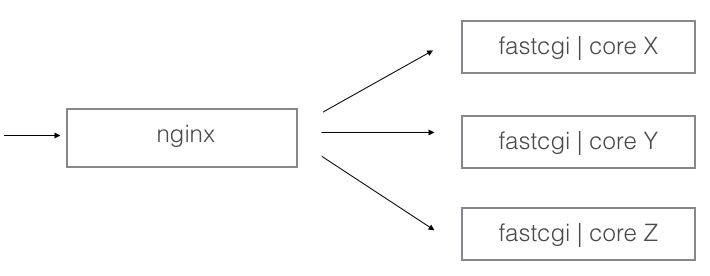 nginx
fastcgi | core X
fastcgi | core Y
fastcgi | core Z